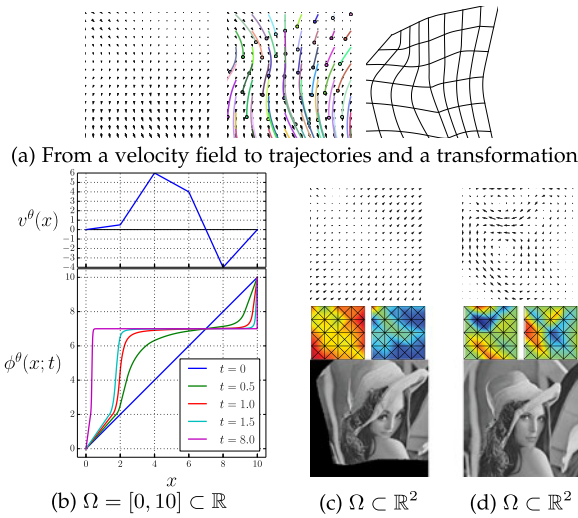 (a) From a velocity field to trajectories and a transformation
6
5
4
3
2
1
0
−1
−2
−3
−4
v^θ(x)
10
8
6
4
2
0
ϕ^θ(x; t)
t = 0
t = 0.5
t = 1.0
t = 1.5
t = 8.0
0 2 4 6 8 10
x
(b) Ω = [0, 10] ⊂ ℝ
(c) Ω ⊂ ℝ²
(d) Ω ⊂ ℝ²